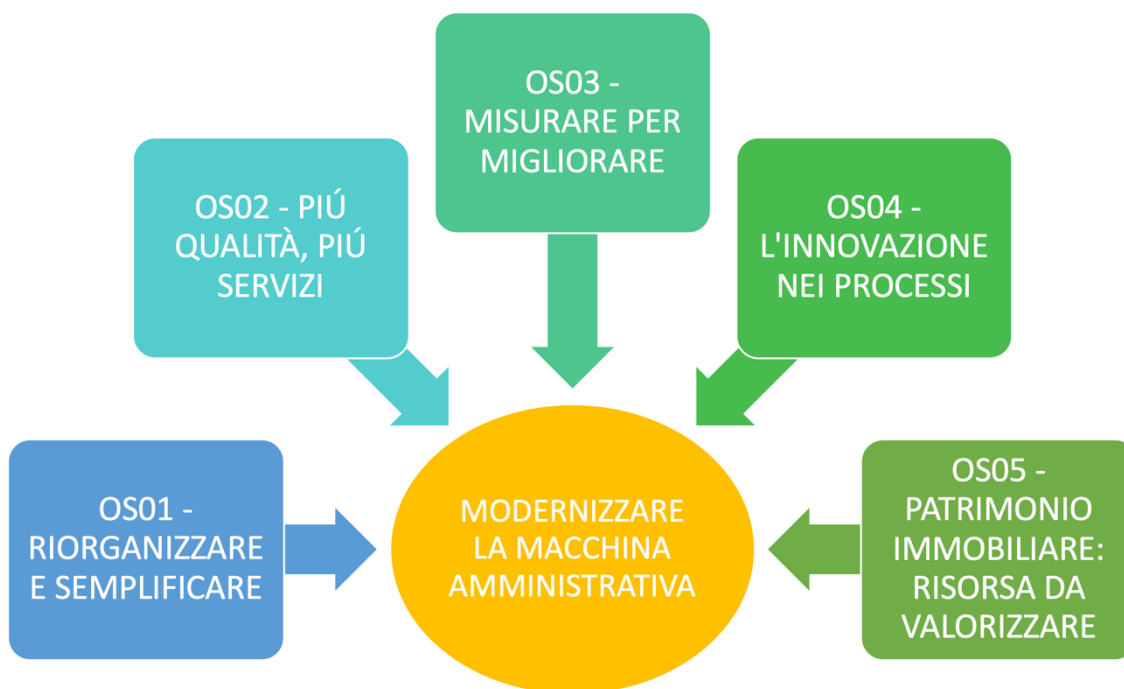 OS01 -
RIORGANIZZARE
E SEMPLIFICARE
OS02 - PIÚ
QUALITÀ, PIÚ
SERVIZI
OS03 -
MISURARE PER
MIGLIORARE
OS04 -
L'INNOVAZIONE
NEI PROCESSI
OS05 -
PATRIMONIO
IMMOBILIARE:
RISORSA DA
VALORIZZARE
MODERNIZZARE
LA MACCHINA
AMMINISTRATIVA